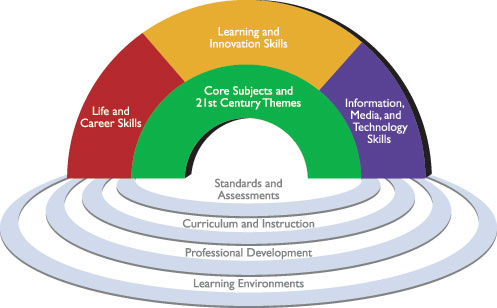 Learning and
Innovation Skills
Core Subjects and
21st Century Themes
Life and
Career Skills
Information,
Media, and
Technology
Skills
Standards and
Assessments
Curriculum and Instruction
Professional Development
Learning Environments